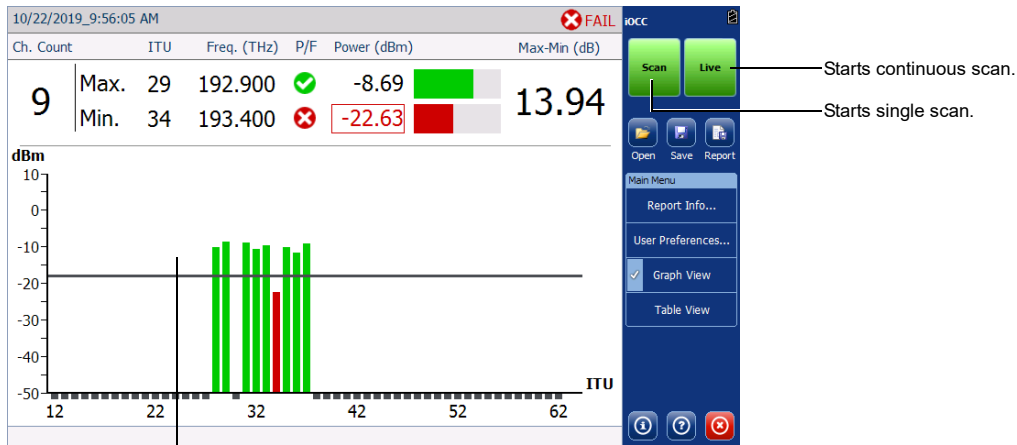 10/22/2019_9:56:05 AM
FAIL
iOCC
Ch. Count ITU Freq. (THz) P/F Power (dBm) Max-Min (dB)
9
Max. 29 192.900 -8.69
Min. 34 193.400 -22.63
13.94
Scan Live
Starts continuous scan.
Starts single scan.
Open Save Report
Main Menu
Report Info...
User Preferences...
Graph View
Table View
dBm
10
0
-10
-20
-30
-40
-50
ITU
12 22 32 42 52 62